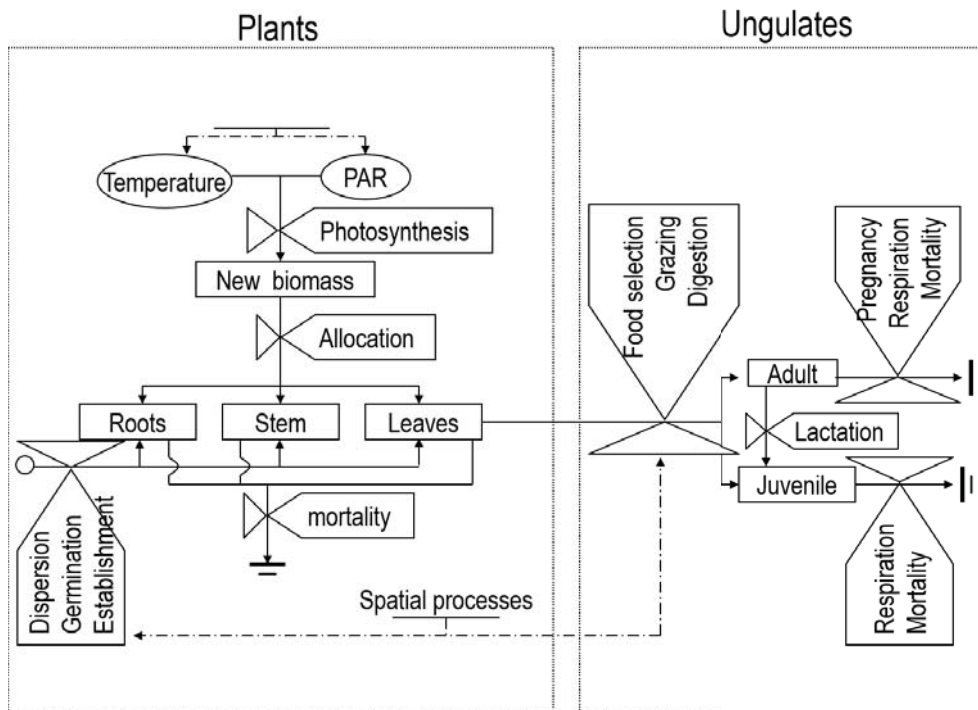 Plants
Ungulates
Temperature
PAR
Photosynthesis
New biomass
Allocation
Roots
Stem
Leaves
mortality
Dispersion
Germination
Establishment
Spatial processes
Food selection
Grazing
Digestion
Pregnancy
Respiration
Mortality
Adult
Lactation
Juvenile
Respiration
Mortality